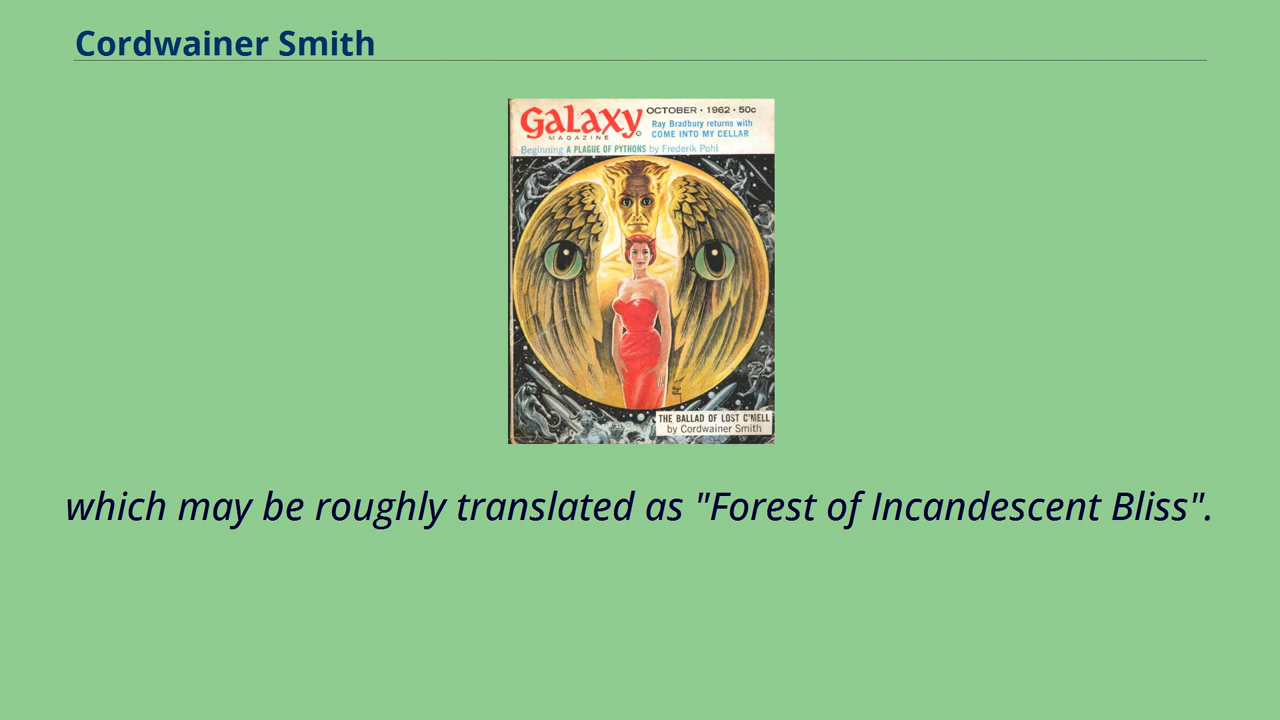 Cordwainer Smith
Galaxy
MAGAZINE
OCTOBER · 1962 · 50c
Ray Bradbury returns with
COME INTO MY CELLAR
Beginning A PLAGUE OF PYTHONS by Frederik Pohl
THE BALLAD OF LOST C'MELL
by Cordwainer Smith
which may be roughly translated as "Forest of Incandescent Bliss".